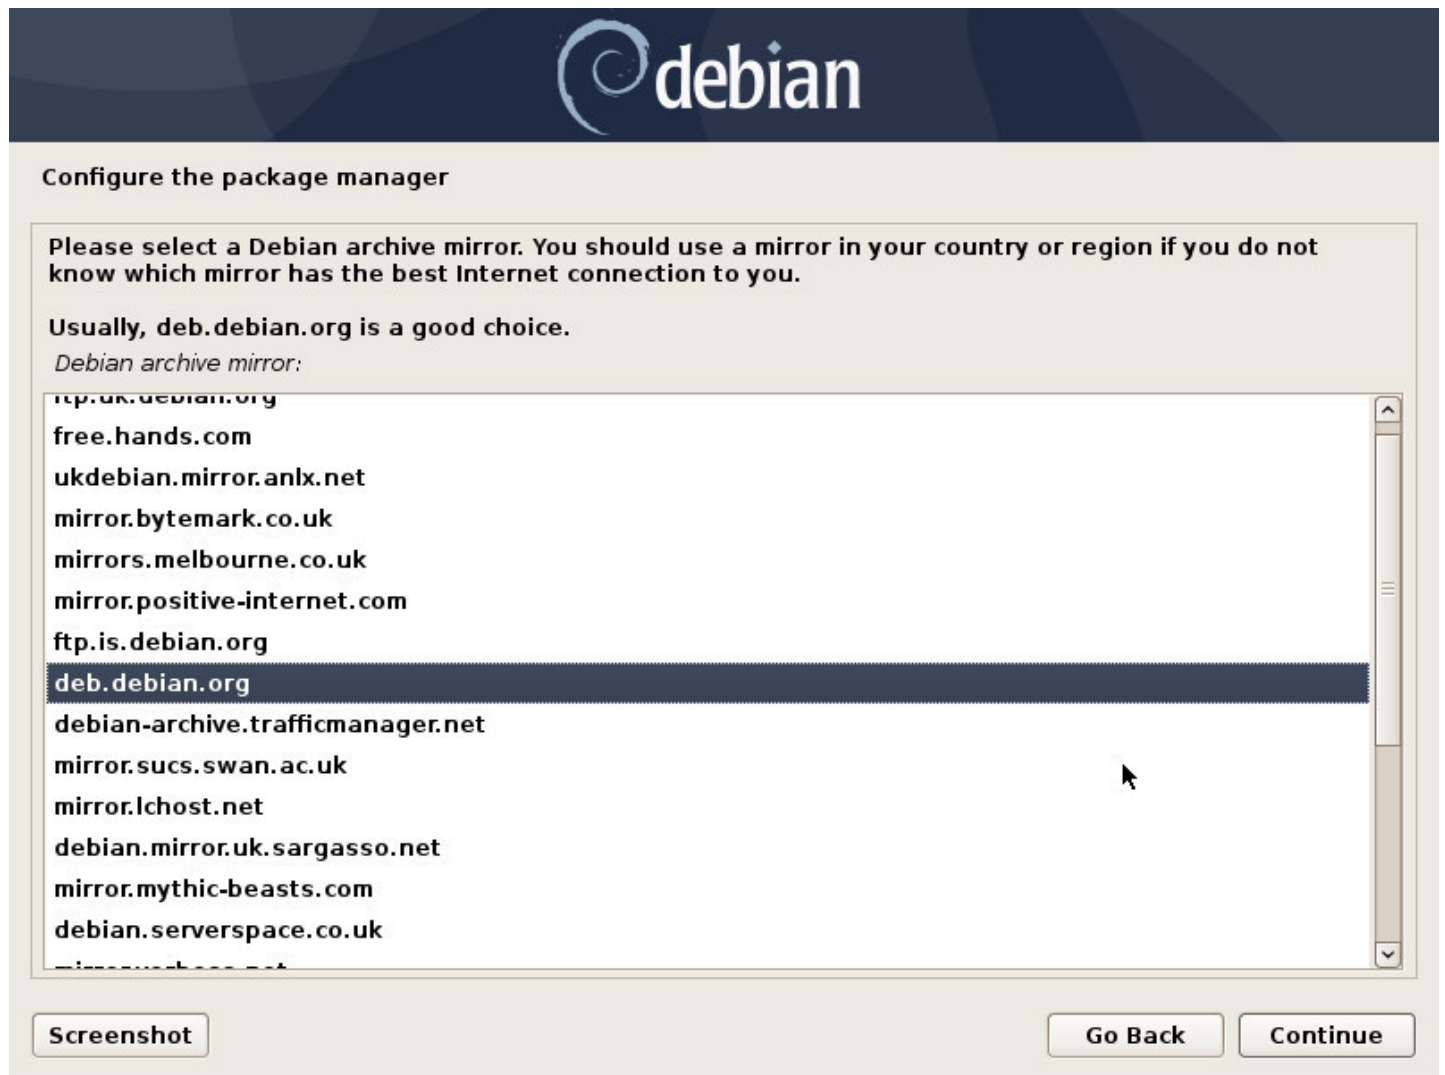 debian
Configure the package manager
Please select a Debian archive mirror. You should use a mirror in your country or region if you do not
know which mirror has the best Internet connection to you.
Usually, deb.debian.org is a good choice.
Debian archive mirror:
ftp.uk.debian.org
free.hands.com
ukdebian.mirror.anlx.net
mirror.bytemark.co.uk
mirrors.melbourne.co.uk
mirror.positive-internet.com
ftp.is.debian.org
deb.debian.org
debian-archive.trafficmanager.net
mirror.sucs.swan.ac.uk
mirror.lchost.net
debian.mirror.uk.sargasso.net
mirror.mythic-beasts.com
debian.serverspace.co.uk
Screenshot
Go Back
Continue